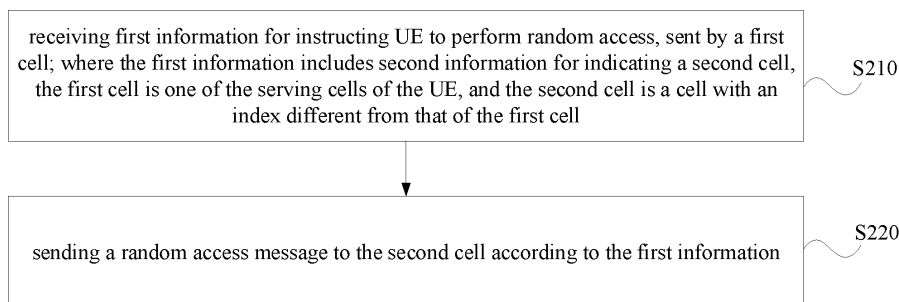 receiving first information for instructing UE to perform random access, sent by a first
cell; where the first information includes second information for indicating a second cell,
the first cell is one of the serving cells of the UE, and the second cell is a cell with an
index different from that of the first cell
S210
sending a random access message to the second cell according to the first information
S220